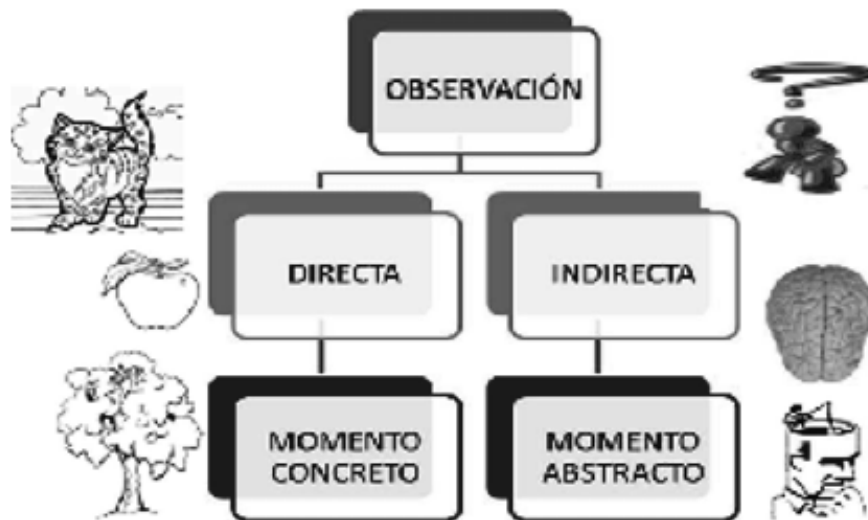 OBSERVACIÓN
DIRECTA
INDIRECTA
MOMENTO
CONCRETO
MOMENTO
ABSTRACTO